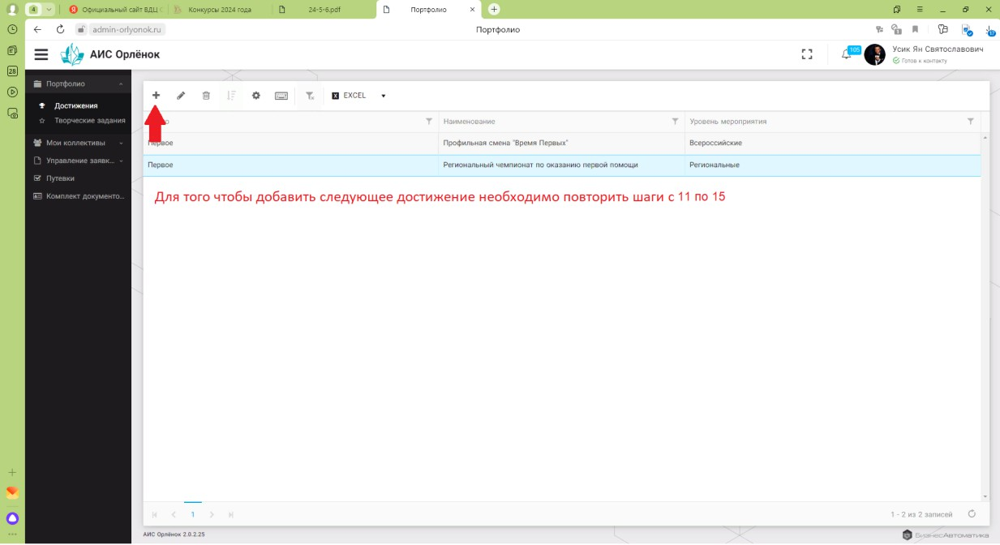 4
Официальный сайт ВДЦ С
Конкурсы 2024 года
24-5-6.pdf
Портфолио
admin-orlyonok.ru
Портфолио
АИС Орлёнок
105
Усик Ян Святославович
Готов к контакту
28
Портфолио
Достижения
Творческие задания
Мои коллективы
Управление заявк...
Путевки
Комплект документо...
EXCEL
Наименование
Уровень мероприятия
Первое
Профильная смена "Время Первых"
Всероссийские
Первое
Региональный чемпионат по оказанию первой помощи
Региональные
Для того чтобы добавить следующее достижение необходимо повторить шаги с 11 по 15
1
1 - 2 из 2 записей
АИС Орлёнок 2.0.2.25
БизнесАвтоматика